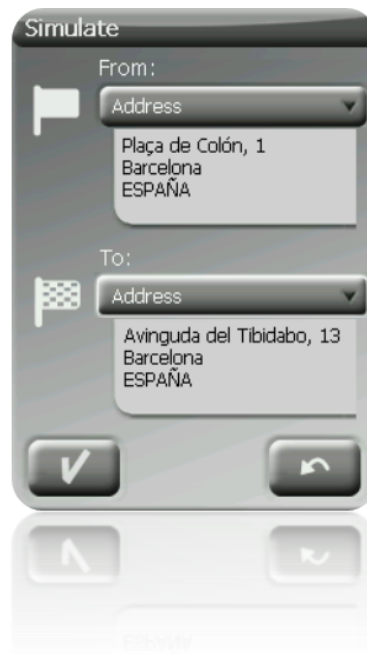 Simulate
From:
Address
Plaça de Colón, 1
Barcelona
ESPAÑA
To:
Address
Avinguda del Tibidabo, 13
Barcelona
ESPAÑA